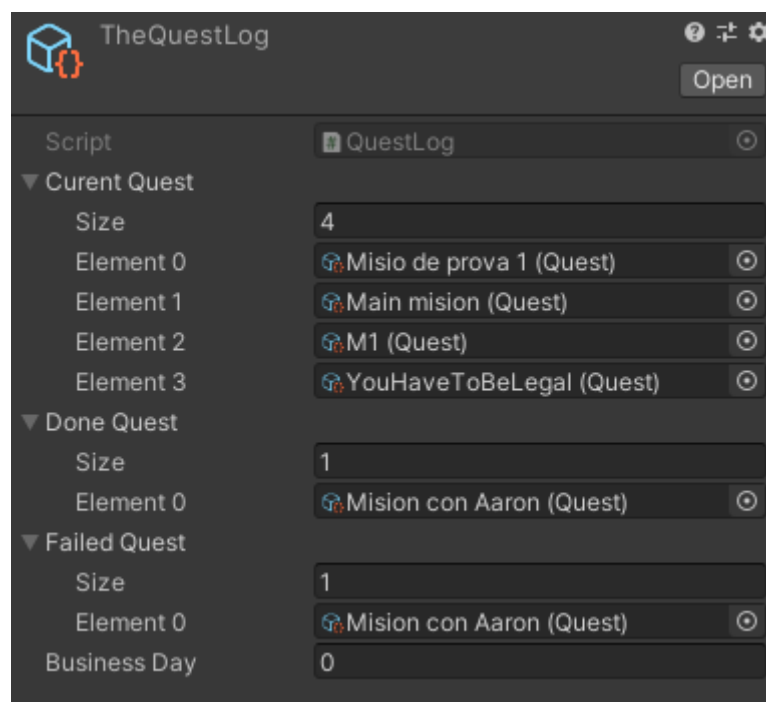 TheQuestLog
Open
Script QuestLog
Curent Quest
Size 4
Element 0 Misio de prova 1 (Quest)
Element 1 Main mision (Quest)
Element 2 M1 (Quest)
Element 3 YouHaveToBeLegal (Quest)
Done Quest
Size 1
Element 0 Mision con Aaron (Quest)
Failed Quest
Size 1
Element 0 Mision con Aaron (Quest)
Business Day 0